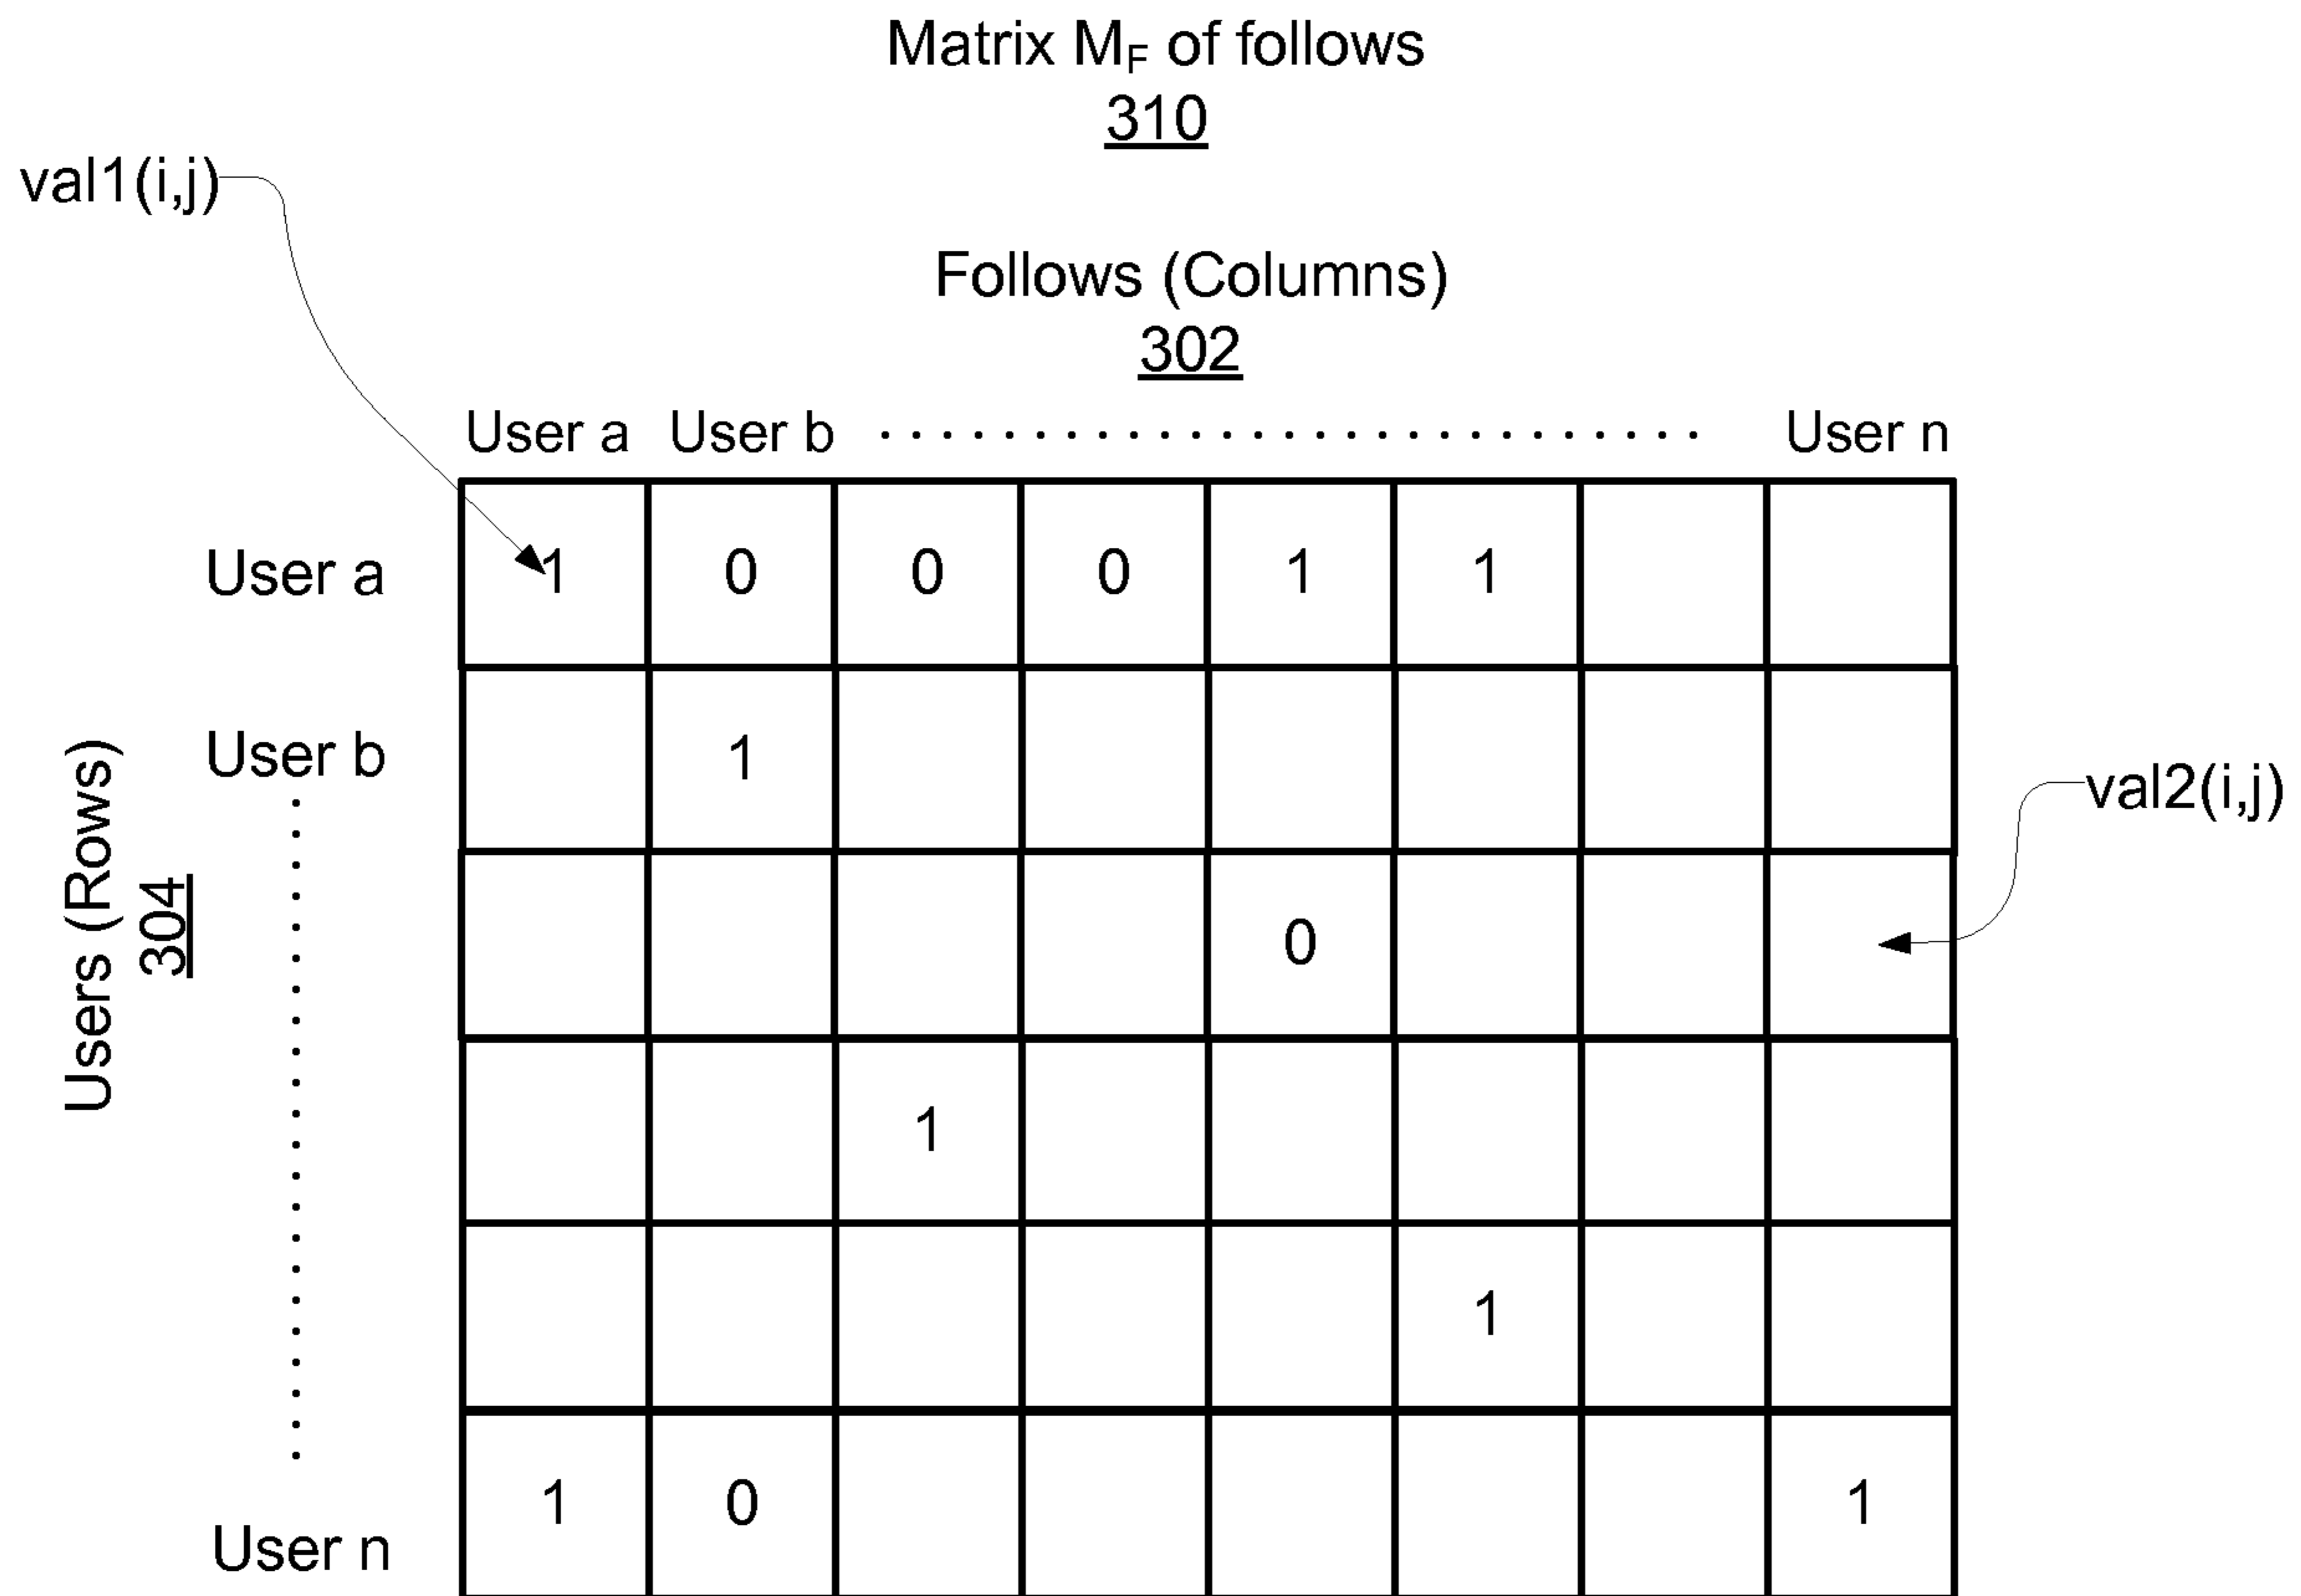 Matrix M_F of follows
310
val1(i,j)
Follows (Columns)
302
User a User b User n
User a 1 0 0 0 1 1
User b 1
val2(i,j)
Users (Rows)
304
0
1
1
1 0 1
User n